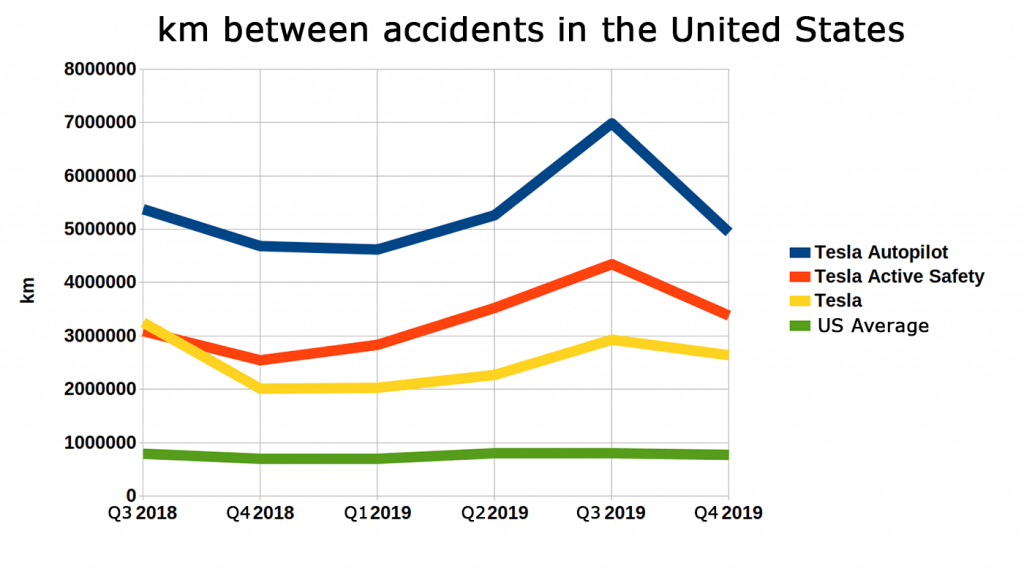 km between accidents in the United States
8000000
7000000
6000000
5000000
4000000
3000000
2000000
1000000
0
km
Q3 2018
Q4 2018
Q1 2019
Q2 2019
Q3 2019
Q4 2019
Tesla Autopilot
Tesla Active Safety
Tesla
US Average